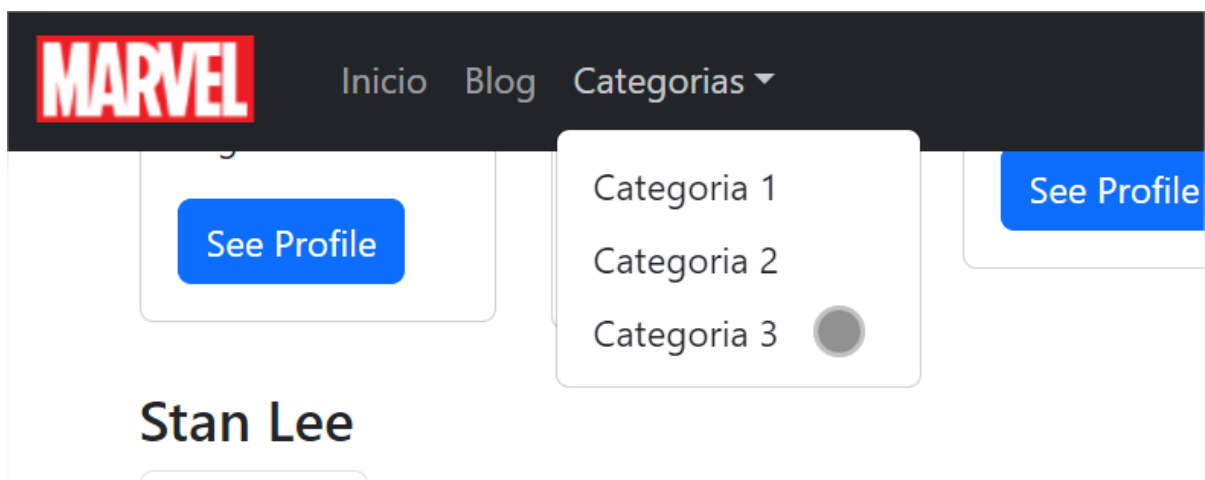 MARVEL Inicio Blog Categorias
Categoria 1
See Profile
See Profile
Categoria 2
Categoria 3
Stan Lee